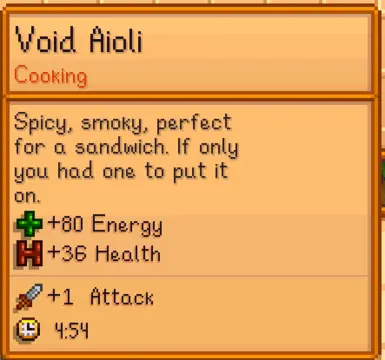 Void Aioli
Cooking
Spicy, smoky, perfect
for a sandwich. If only
you had one to put it
on.
+80 Energy
+36 Health
+1 Attack
4:54